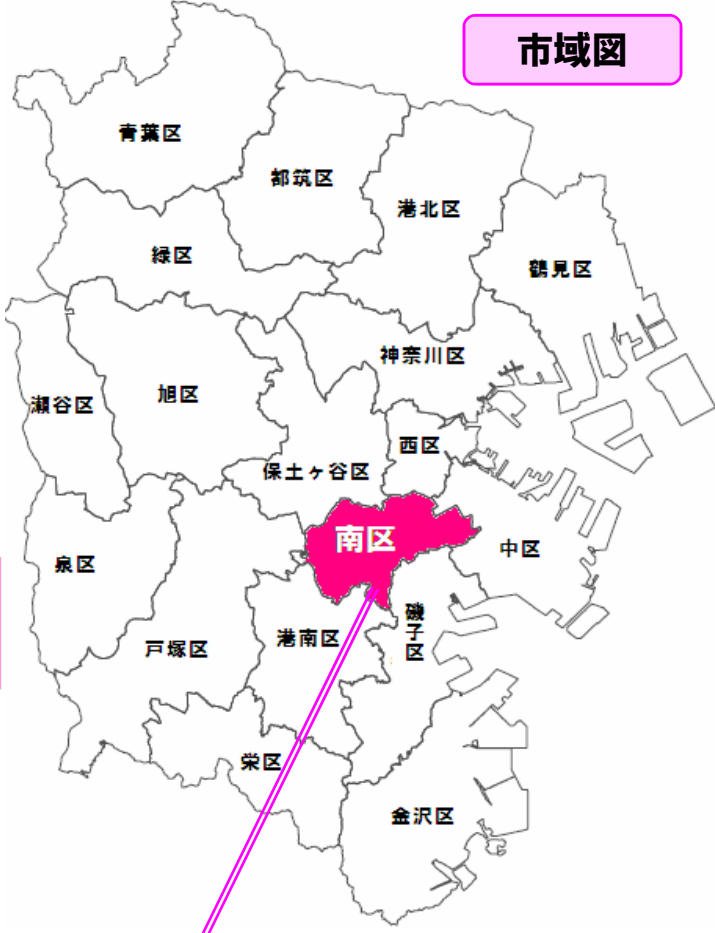 市域図
青葉区
都筑区
港北区
緑区
鶴見区
神奈川区
旭区
瀬谷区
西区
保土ヶ谷区
南区
中区
泉区
磯子区
港南区
戸塚区
栄区
金沢区